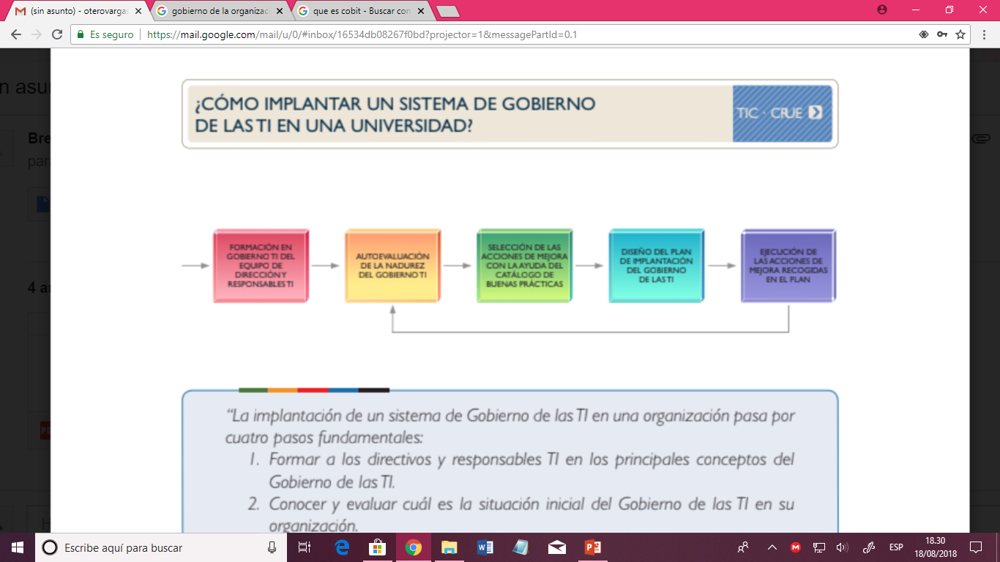 (sin asunto) - oterovargas
gobierno de la organizac
que es cobit - Buscar con
Es seguro
https://mail.google.com/mail/u/0/#inbox/16534db08267f0bd?projector=1&messagePartId=0.1
¿CÓMO IMPLANTAR UN SISTEMA DE GOBIERNO
DE LAS TI EN UNA UNIVERSIDAD?
TIC · CRUE
FORMACIÓN EN
GOBIERNO TI DEL
EQUIPO DE
DIRECCIÓN Y
RESPONSABLES TI
AUTOEVALUACIÓN
DE LA NADUREZ
DEL GOBIERNO TI
SELECCIÓN DE LAS
ACCIONES DE MEJORA
CON LA AYUDA DEL
CATÁLOGO DE
BUENAS PRÁCTICAS
DISEÑO DEL PLAN
DE IMPLANTACIÓN
DEL GOBIERNO
DE LAS TI
EJECUCIÓN DE
LAS ACCIONES DE
MEJORA RECOGIDAS
EN EL PLAN
“La implantación de un sistema de Gobierno de las TI en una organización pasa por
cuatro pasos fundamentales:
1. Formar a los directivos y responsables TI en los principales conceptos del
Gobierno de las TI.
2. Conocer y evaluar cuál es la situación inicial del Gobierno de las TI en su
organización.
Escribe aquí para buscar
ESP
18.30
18/08/2018